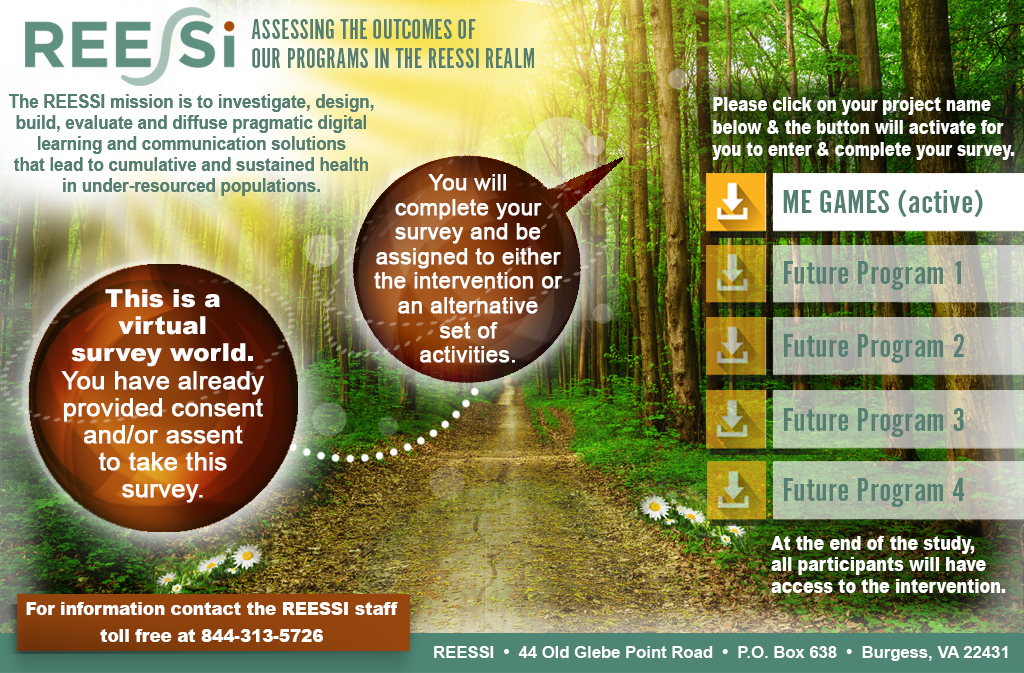 REESSi
ASSESSING THE OUTCOMES OF
OUR PROGRAMS IN THE REESSI REALM
The REESSI mission is to investigate, design,
build, evaluate and diffuse pragmatic digital
learning and communication solutions
that lead to cumulative and sustained health
in under-resourced populations.
This is a
virtual
survey world.
You have already
provided consent
and/or assent
to take this
survey.
You will
complete your
survey and be
assigned to either
the intervention or
an alternative
set of
activities.
Please click on your project name
below & the button will activate for
you to enter & complete your survey.
ME GAMES (active)
Future Program 1
Future Program 2
Future Program 3
Future Program 4
At the end of the study,
all participants will have
access to the intervention.
For information contact the REESSI staff
toll free at 844-313-5726
REESSI • 44 Old Glebe Point Road • P.O. Box 638 • Burgess, VA 22431